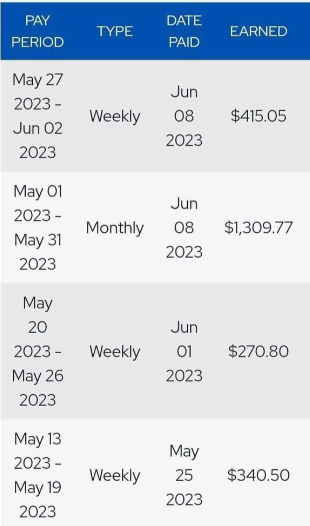 PAY PERIOD TYPE DATE PAID EARNED
May 27 2023 - Jun 02 2023 Weekly Jun 08 2023 $415.05
May 01 2023 - May 31 2023 Monthly Jun 08 2023 $1,309.77
May 20 2023 - May 26 2023 Weekly Jun 01 2023 $270.80
May 13 2023 - May 19 2023 Weekly May 25 2023 $340.50